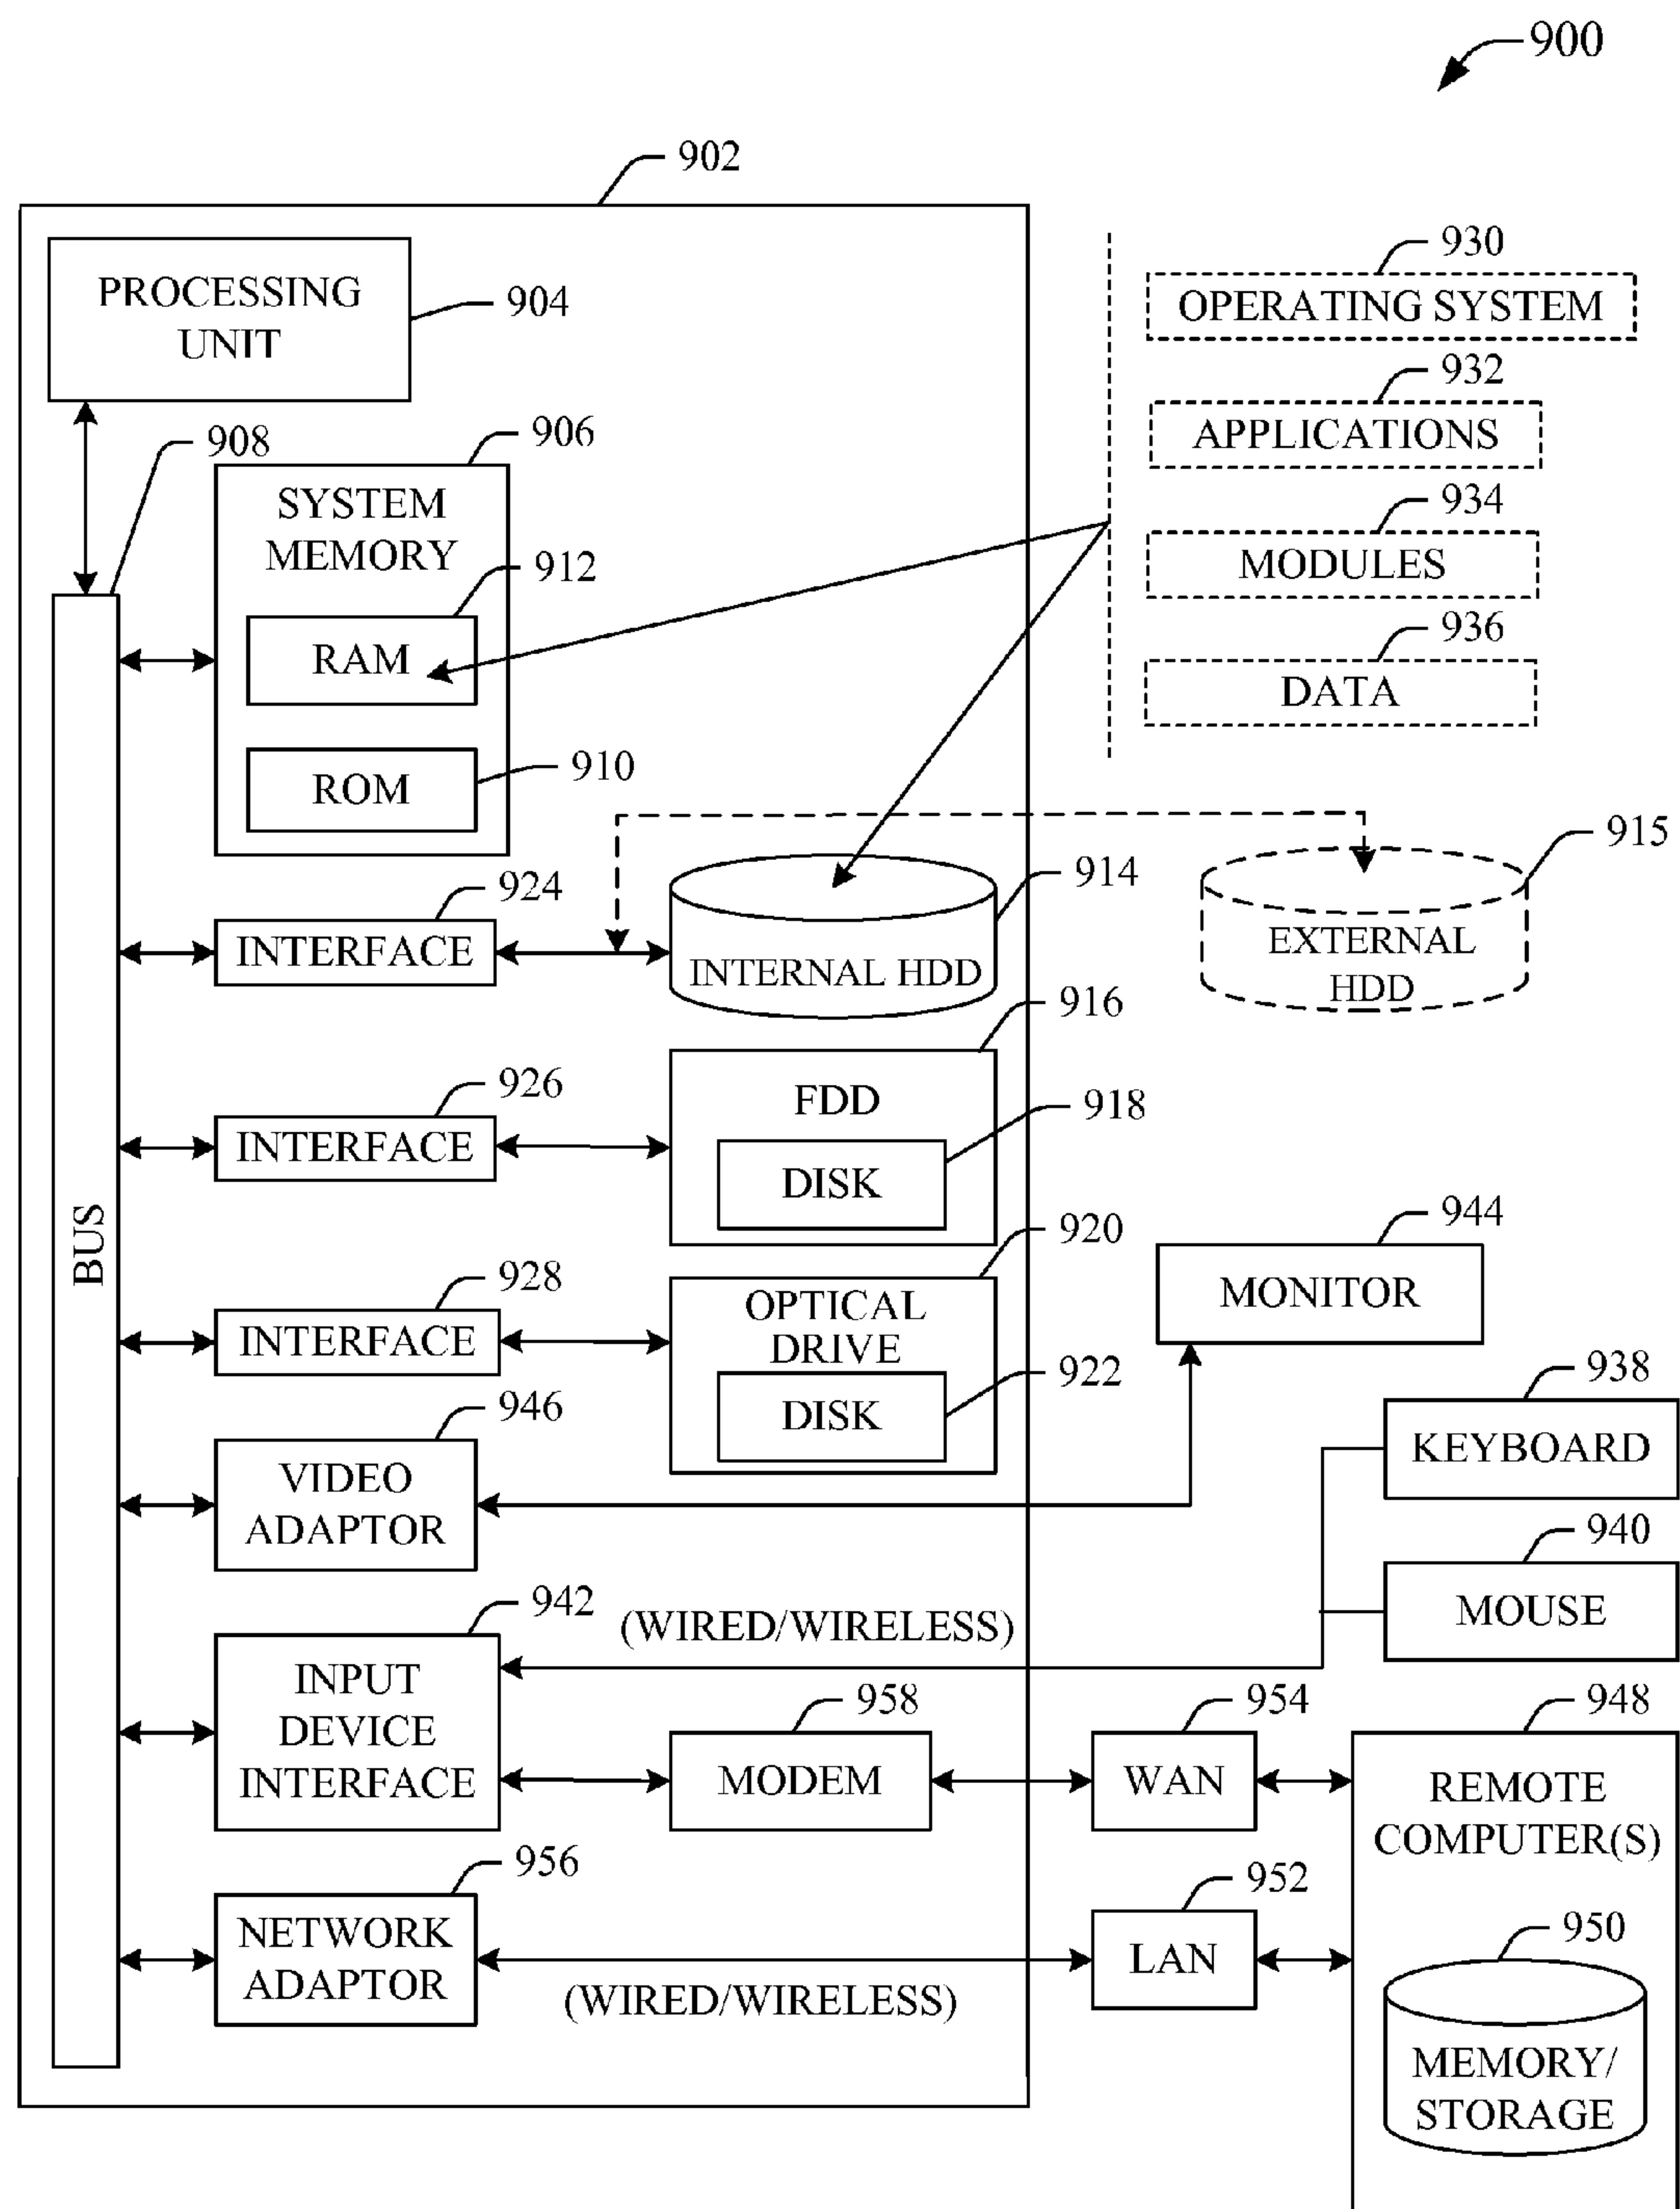 900
902
PROCESSING
UNIT
904
930
OPERATING SYSTEM
932
APPLICATIONS
934
MODULES
936
DATA
908
906
SYSTEM
MEMORY
912
RAM
910
ROM
924
INTERFACE
914
INTERNAL HDD
915
EXTERNAL
HDD
916
FDD
918
DISK
926
INTERFACE
BUS
920
OPTICAL
DRIVE
922
DISK
928
INTERFACE
944
MONITOR
946
VIDEO
ADAPTOR
938
KEYBOARD
940
MOUSE
942
INPUT
DEVICE
INTERFACE
(WIRED/WIRELESS)
958
MODEM
954
WAN
948
REMOTE
COMPUTER(S)
956
NETWORK
ADAPTOR
(WIRED/WIRELESS)
952
LAN
950
MEMORY/
STORAGE